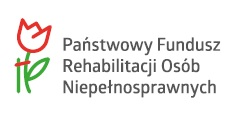 Państwowy Fundusz
Rehabilitacji Osób
Niepełnosprawnych